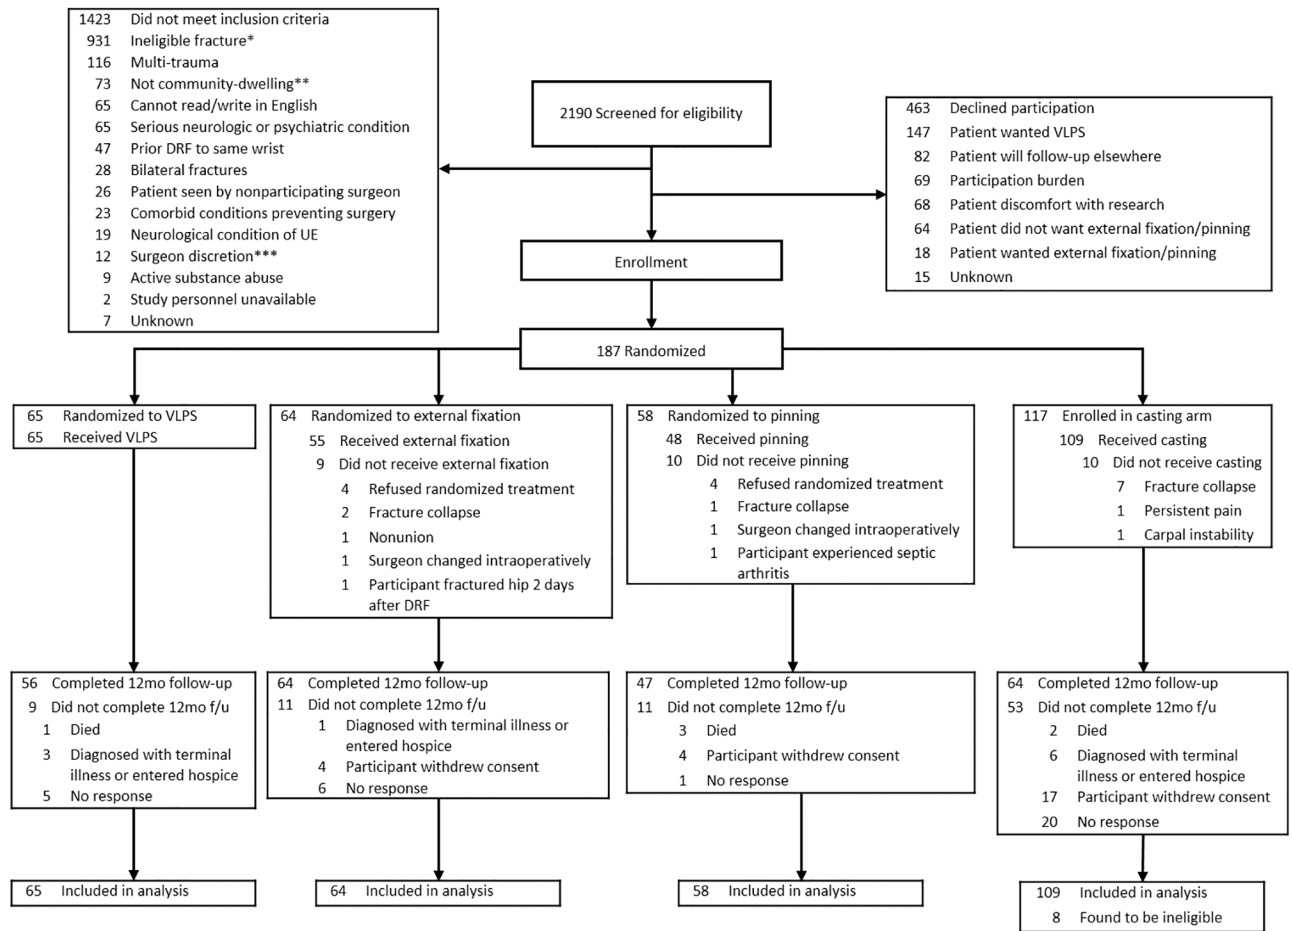 1423 Did not meet inclusion criteria
931 Ineligible fracture*
116 Multi-trauma
73 Not community-dwelling**
65 Cannot read/write in English
65 Serious neurologic or psychiatric condition
47 Prior DRF to same wrist
28 Bilateral fractures
26 Patient seen by nonparticipating surgeon
23 Comorbid conditions preventing surgery
19 Neurological condition of UE
12 Surgeon discretion***
9 Active substance abuse
2 Study personnel unavailable
7 Unknown
2190 Screened for eligibility
463 Declined participation
147 Patient wanted VLPS
82 Patient will follow-up elsewhere
69 Participation burden
68 Patient discomfort with research
64 Patient did not want external fixation/pinning
18 Patient wanted external fixation/pinning
15 Unknown
Enrollment
187 Randomized
65 Randomized to VLPS
65 Received VLPS
64 Randomized to external fixation
55 Received external fixation
9 Did not receive external fixation
4 Refused randomized treatment
2 Fracture collapse
1 Nonunion
1 Surgeon changed intraoperatively
1 Participant fractured hip 2 days
after DRF
58 Randomized to pinning
48 Received pinning
10 Did not receive pinning
4 Refused randomized treatment
1 Fracture collapse
1 Surgeon changed intraoperatively
1 Participant experienced septic
arthritis
117 Enrolled in casting arm
109 Received casting
10 Did not receive casting
7 Fracture collapse
1 Persistent pain
1 Carpal instability
56 Completed 12mo follow-up
9 Did not complete 12mo f/u
1 Died
3 Diagnosed with terminal
illness or entered hospice
5 No response
64 Completed 12mo follow-up
11 Did not complete 12mo f/u
1 Diagnosed with terminal illness or
entered hospice
4 Participant withdrew consent
6 No response
47 Completed 12mo follow-up
11 Did not complete 12mo f/u
3 Died
4 Participant withdrew consent
1 No response
64 Completed 12mo follow-up
53 Did not complete 12mo f/u
2 Died
6 Diagnosed with terminal
illness or entered hospice
17 Participant withdrew consent
20 No response
65 Included in analysis
64 Included in analysis
58 Included in analysis
109 Included in analysis
8 Found to be ineligible